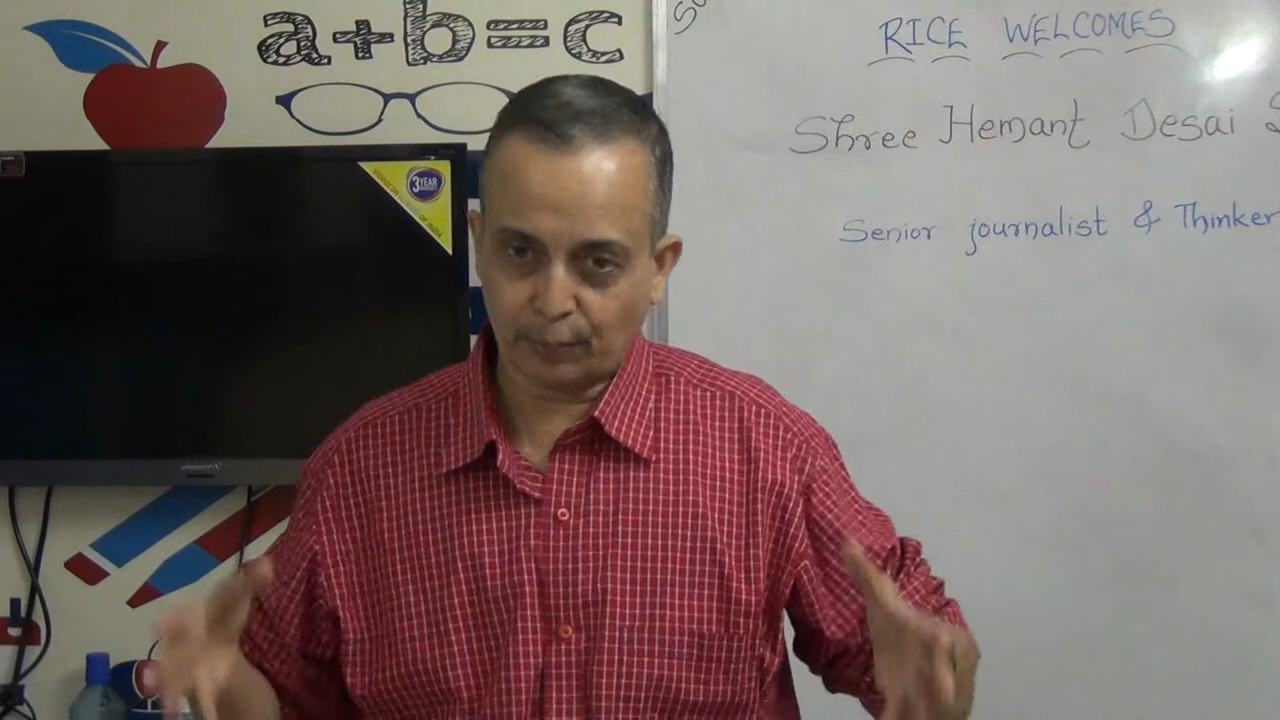 a+b=c
RICE WELCOMES
Shree Hemant Desai
Senior journalist & Thinker
3 YEAR